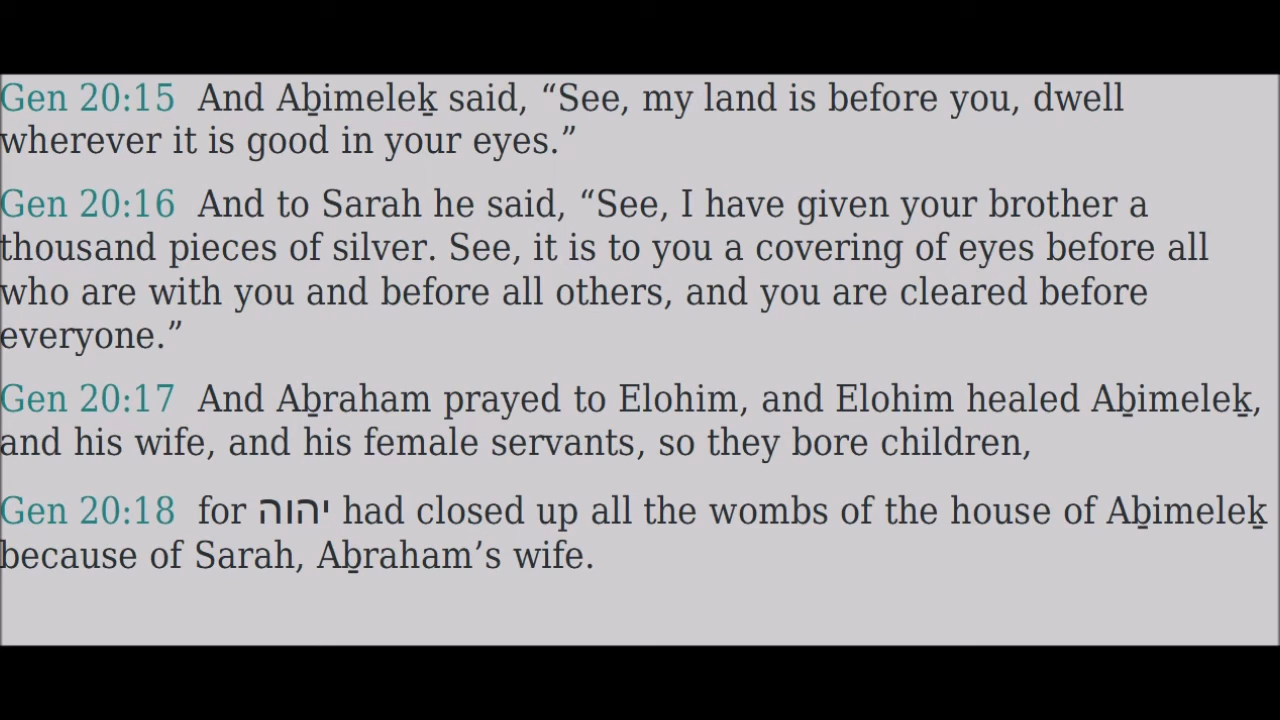 Gen 20:15 And Aḇimeleḵ said, “See, my land is before you, dwell
wherever it is good in your eyes.”
Gen 20:16 And to Sarah he said, “See, I have given your brother a
thousand pieces of silver. See, it is to you a covering of eyes before all
who are with you and before all others, and you are cleared before
everyone.”
Gen 20:17 And Aḇraham prayed to Elohim, and Elohim healed Aḇimeleḵ,
and his wife, and his female servants, so they bore children,
Gen 20:18 for יהוה had closed up all the wombs of the house of Aḇimeleḵ
because of Sarah, Aḇraham’s wife.